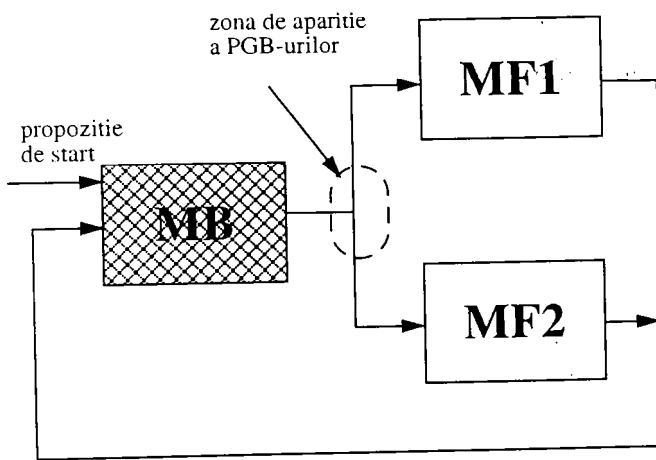 zona de aparitie
a PGB-urilor
MF1
propozitie
de start
MB
MF2